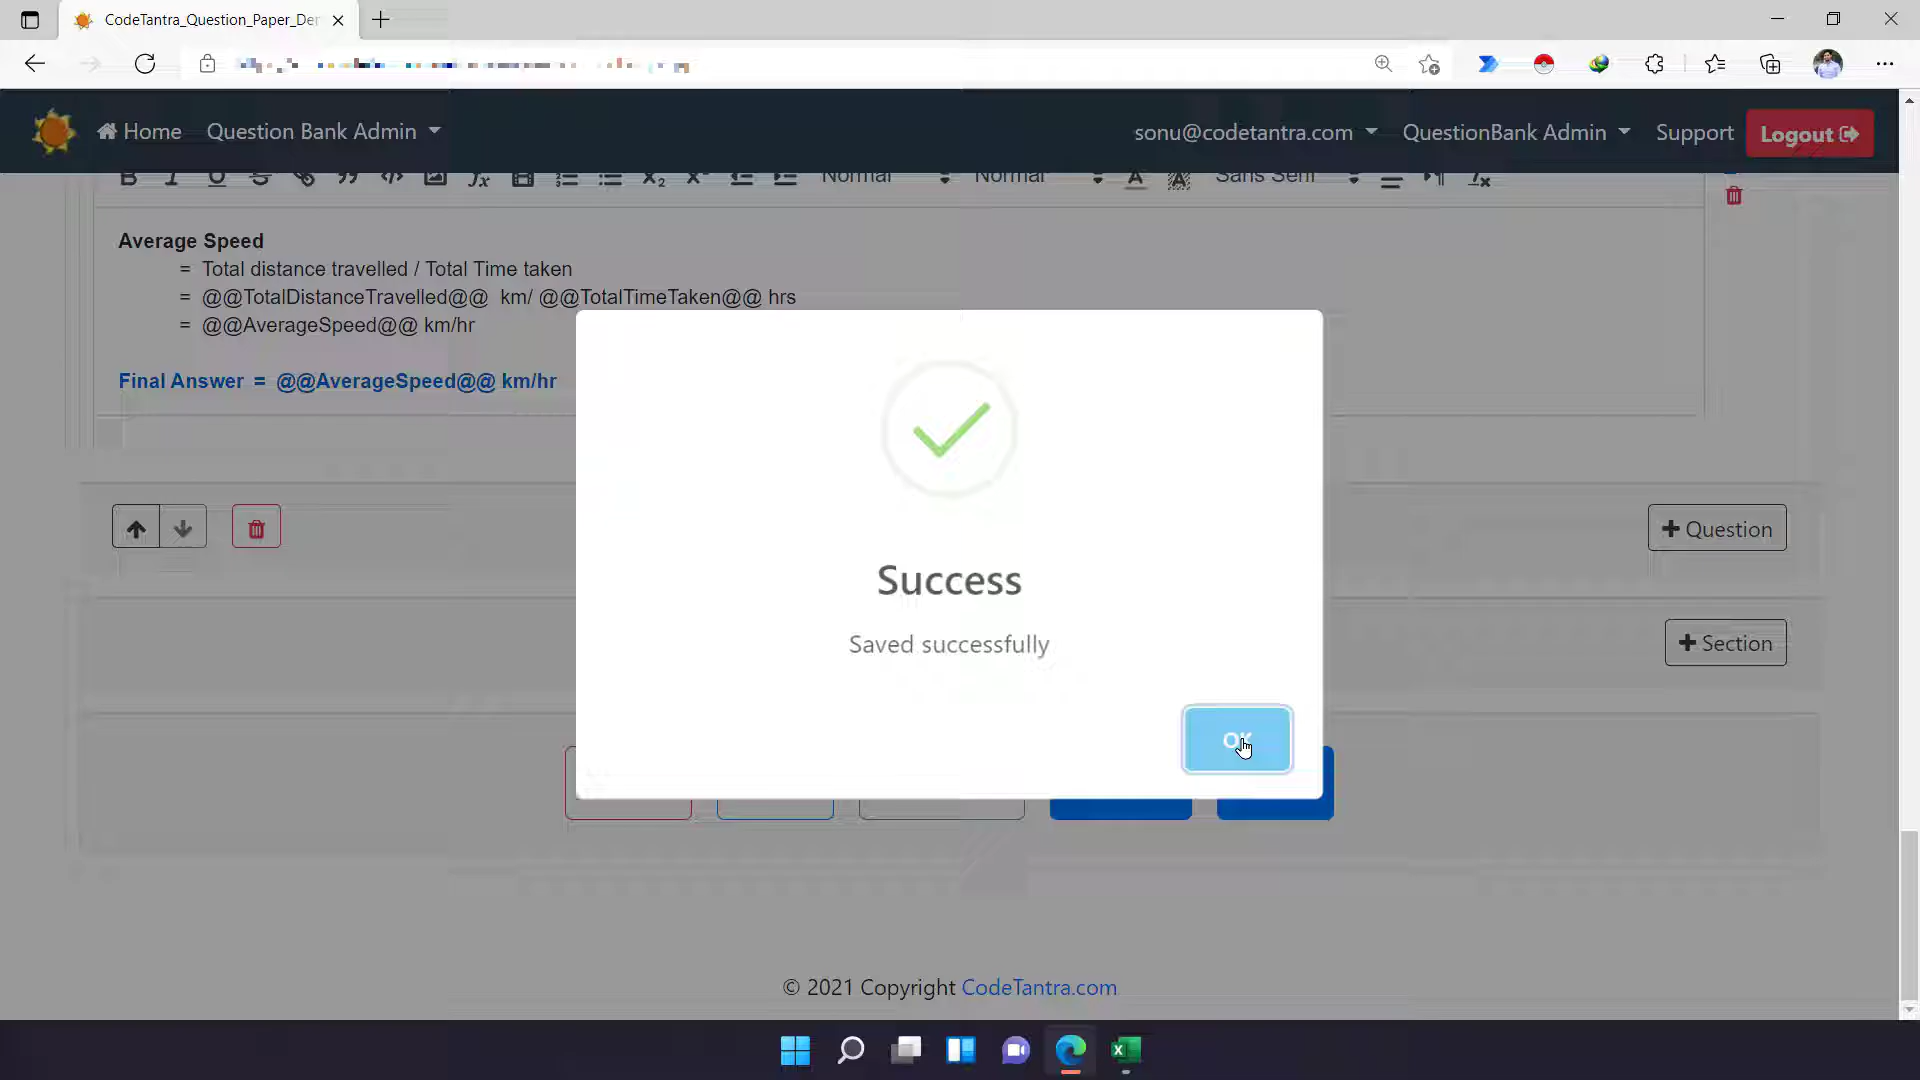 CodeTantra_Question_Paper_Der
Home
Question Bank Admin
sonu@codetantra.com
QuestionBank Admin
Support
Logout
Normal
Normal
Sans Serif
Average Speed
= Total distance travelled / Total Time taken
= @@TotalDistanceTravelled@@ km/ @@TotalTimeTaken@@ hrs
= @@AverageSpeed@@ km/hr
Final Answer = @@AverageSpeed@@ km/hr
Question
Success
Saved successfully
Section
OK
© 2021 Copyright CodeTantra.com